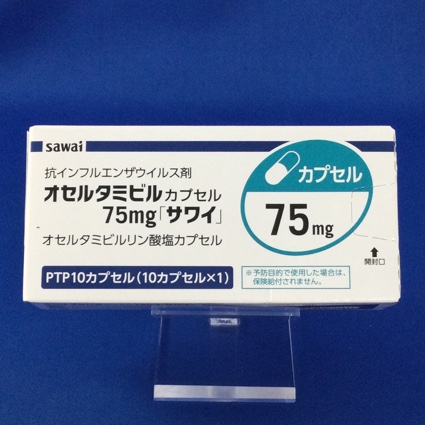 sawai
抗インフルエンザウイルス剤
オセルタミビルカプセル
75mg「サワイ」
オセルタミビルリン酸塩カプセル
PTP10カプセル（10カプセル×1）
カプセル
75mg
※予防目的で使用した場合は、
保険給付されません。
開封口